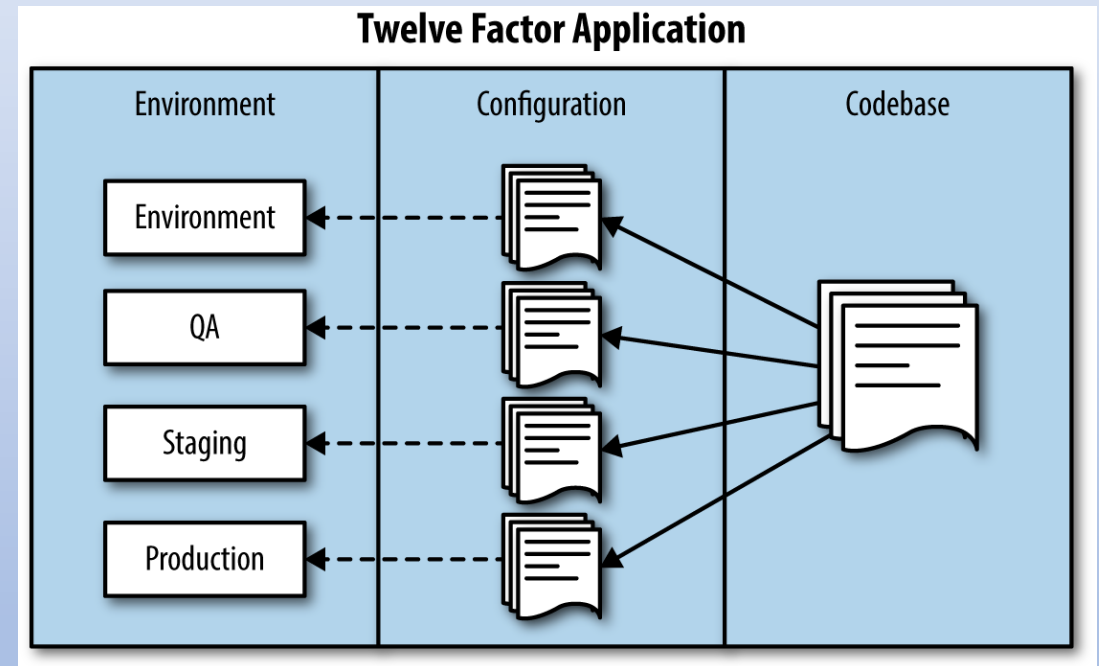 Twelve Factor Application
Environment
Configuration
Codebase
Environment
QA
Staging
Production